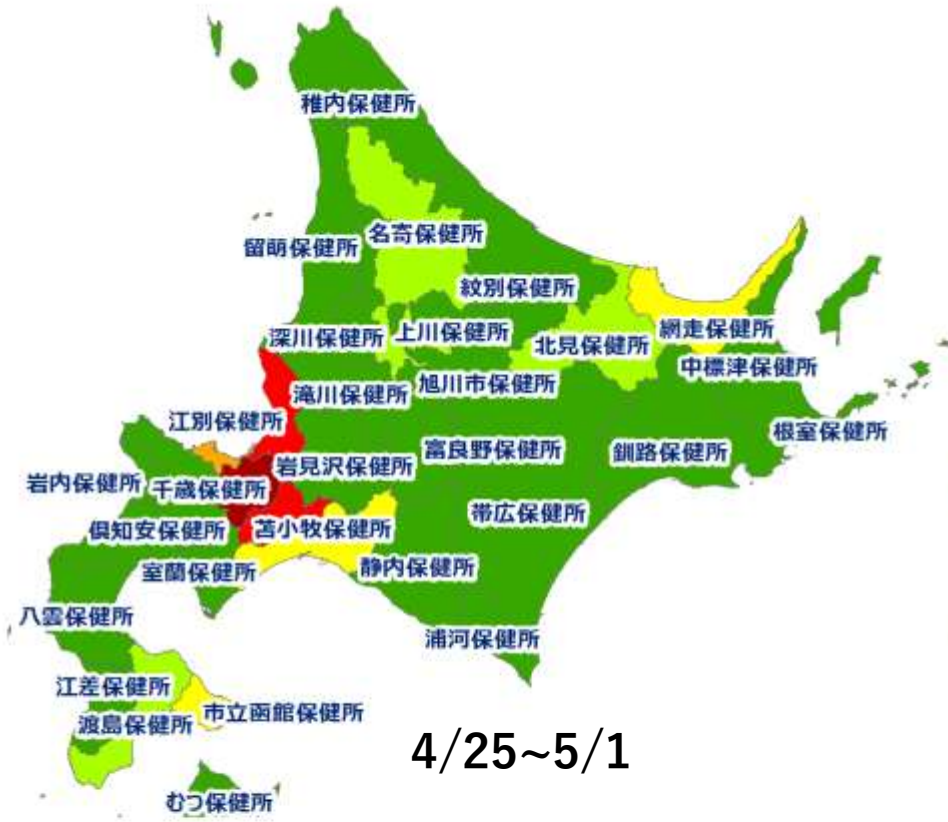 稚内保健所
名寄保健所
留萌保健所
紋別保健所
深川保健所
上川保健所
北見保健所
網走保健所
中標津保健所
滝川保健所
旭川市保健所
江別保健所
根室保健所
富良野保健所
釧路保健所
岩見沢保健所
岩内保健所
千歳保健所
帯広保健所
倶知安保健所
苫小牧保健所
室蘭保健所
静内保健所
八雲保健所
浦河保健所
江差保健所
市立函館保健所
渡島保健所
4/25~5/1
むつ保健所